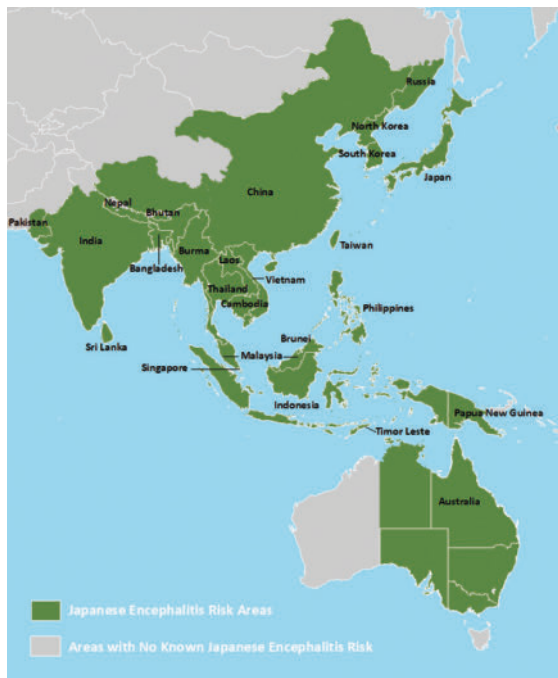 Russia
North Korea
South Korea
Japan
China
Nepal
Bhutan
Pakistan
India
Burma
Laos
Taiwan
Bangladesh
Vietnam
Thailand
Cambodia
Philippines
Brunei
Sri Lanka
Malaysia
Singapore
Indonesia
Papua New Guinea
Timor Leste
Australia
Japanese Encephalitis Risk Areas
Areas with No Known Japanese Encephalitis Risk